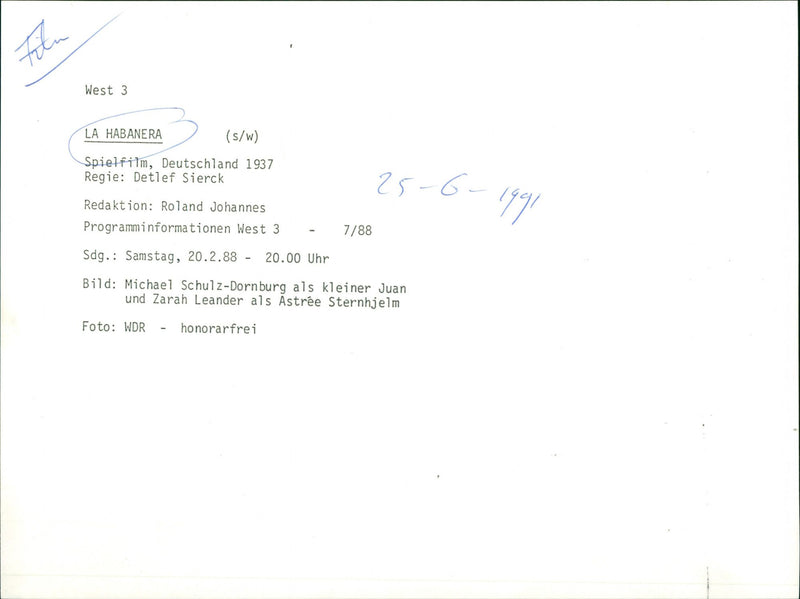 Film
West 3
LA HABANERA (s/w)
Spielfilm, Deutschland 1937
Regie: Detlef Sierck
25-6-1991
Redaktion: Roland Johannes
Programminformationen West 3 - 7/88
Sdg.: Samstag, 20.2.88 - 20.00 Uhr
Bild: Michael Schulz-Dornburg als kleiner Juan
und Zarah Leander als Astrée Sternhjelm
Foto: WDR - honorarfrei